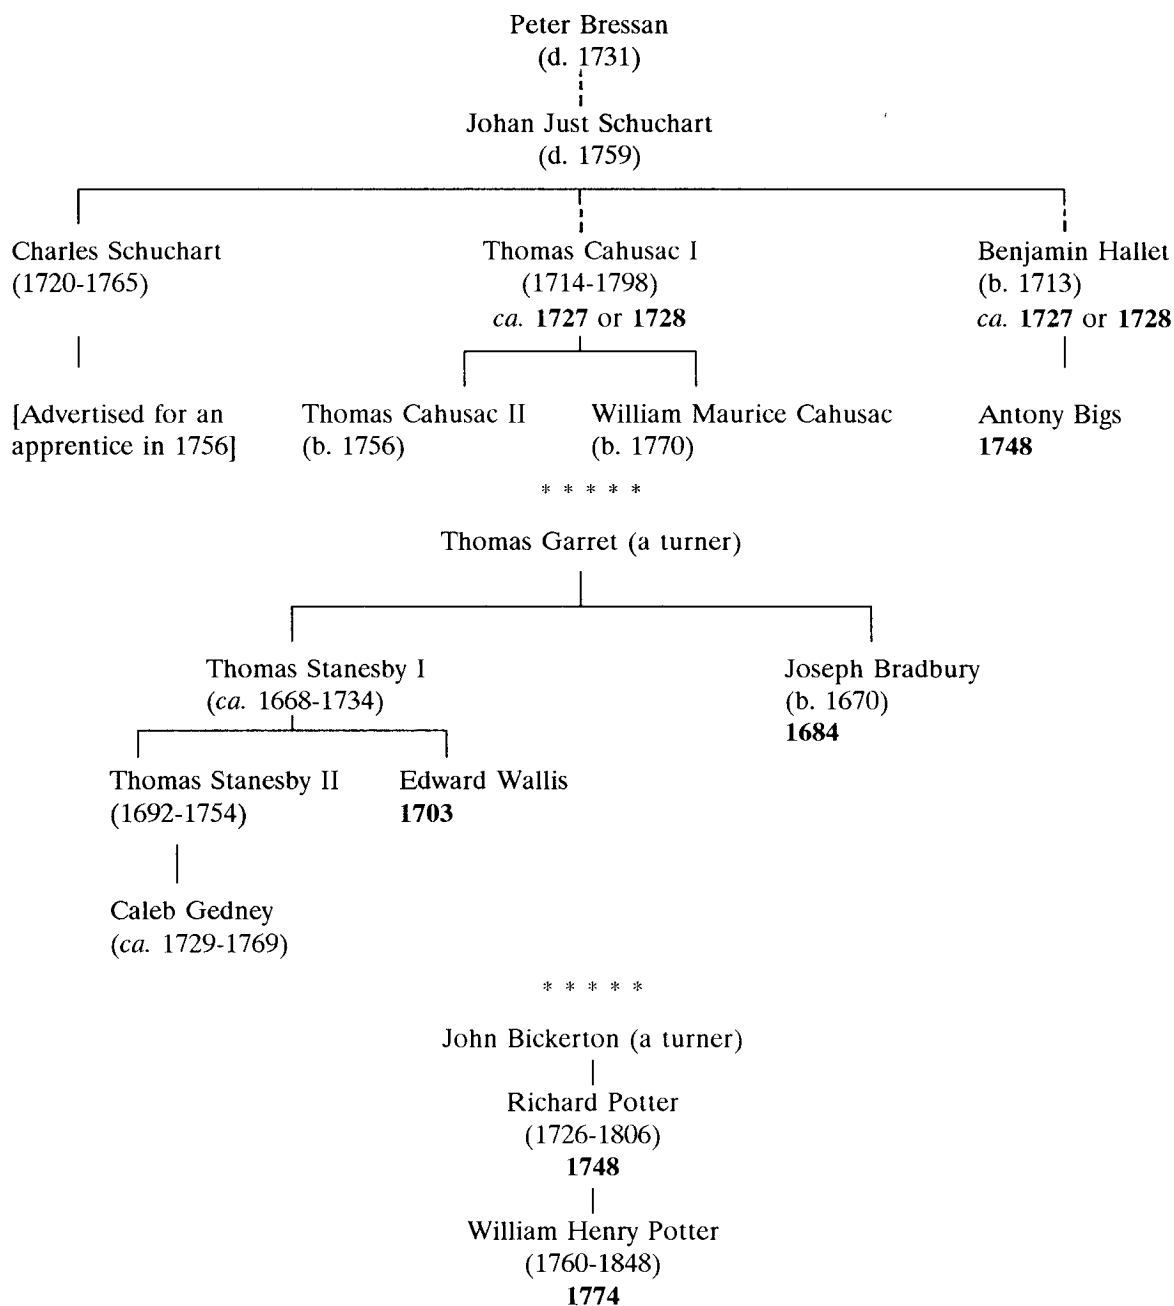 Peter Bressan
(d. 1731)
Johan Just Schuchart
(d. 1759)
Charles Schuchart
(1720-1765)
Thomas Cahusac I
(1714-1798)
ca. 1727 or 1728
Benjamin Hallet
(b. 1713)
ca. 1727 or 1728
[Advertised for an
apprentice in 1756]
Thomas Cahusac II
(b. 1756)
William Maurice Cahusac
(b. 1770)
Antony Bigs
1748
* * * * *
Thomas Garret (a turner)
Thomas Stanesby I
(ca. 1668-1734)
Joseph Bradbury
(b. 1670)
1684
Thomas Stanesby II
(1692-1754)
Edward Wallis
1703
Caleb Gedney
(ca. 1729-1769)
* * * * *
John Bickerton (a turner)
Richard Potter
(1726-1806)
1748
William Henry Potter
(1760-1848)
1774